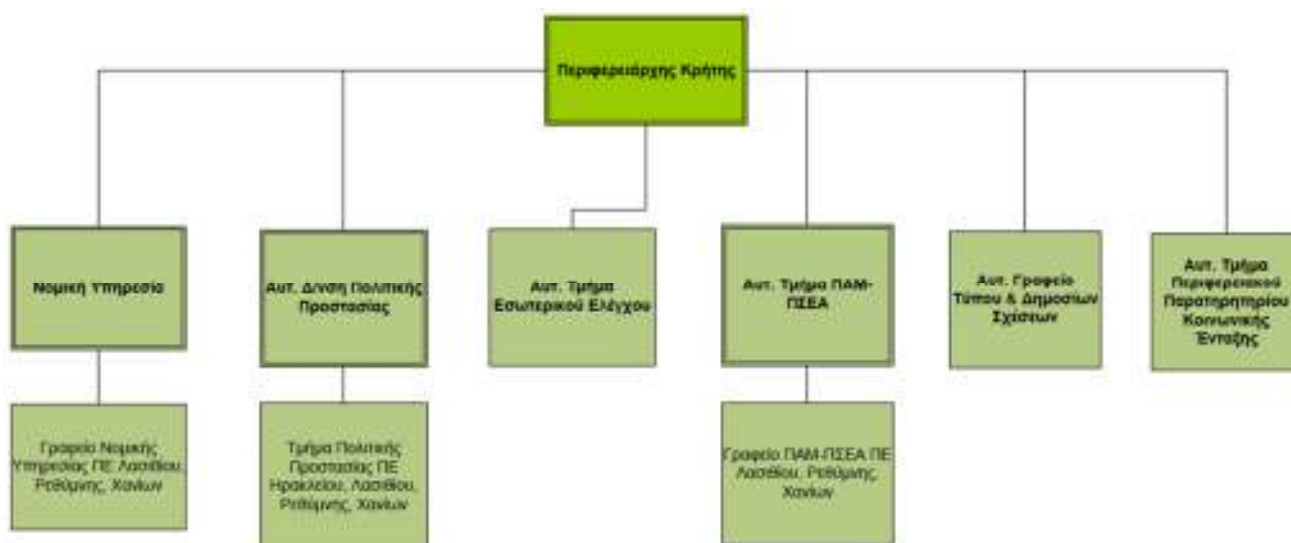 Περιφερειάρχης Κρήτης
Νομική Υπηρεσία
Αυτ. Δ/νση Πολιτικής
Προστασίας
Αυτ. Τμήμα
Εσωτερικού Ελέγχου
Αυτ. Τμήμα ΠΑΜ-
ΠΣΕΑ
Αυτ. Γραφείο
Τύπου & Δημοσίων
Σχέσεων
Αυτ. Τμήμα
Περιφερειακού
Παρατηρητηρίου
Κοινωνικής
Ένταξης
Γραφείο Νομικής
Υπηρεσίας ΠΕ Λασιθίου,
Ρεθύμνης, Χανίων
Τμήμα Πολιτικής
Προστασίας ΠΕ
Ηρακλείου, Λασιθίου,
Ρεθύμνης, Χανίων
Γραφείο ΠΑΜ-ΠΣΕΑ ΠΕ
Λασιθίου, Ρεθύμνης,
Χανίων